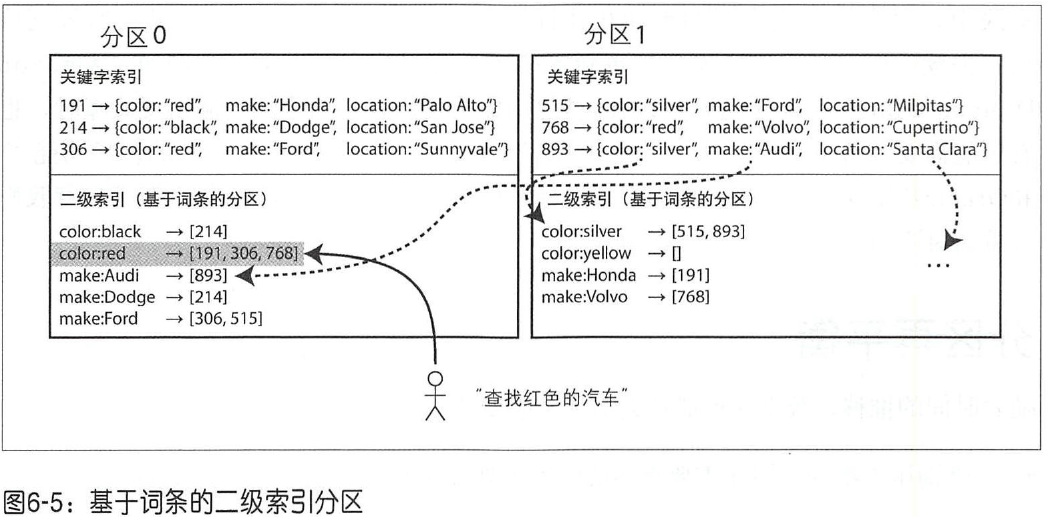 分区0
关键字索引
191 → {color: “red”, make: “Honda”, location: “Palo Alto”}
214 → {color: “black”, make: “Dodge”, location: “San Jose”}
306 → {color: “red”, make: “Ford”, location: “Sunnyvale”}
二级索引（基于词条的分区）
color:black → [214]
color:red → [191, 306, 768]
make:Audi → [893]
make:Dodge → [214]
make:Ford → [306, 515]
分区1
关键字索引
515 → {color: “silver”, make: “Ford”, location: “Milpitas”}
768 → {color: “red”, make: “Volvo”, location: “Cupertino”}
893 → {color: “silver”, make: “Audi”, location: “Santa Clara”}
二级索引（基于词条的分区）
color:silver → [515, 893]
color:yellow → []
make:Honda → [191]
make:Volvo → [768]
...
“查找红色的汽车”
图6-5：基于词条的二级索引分区